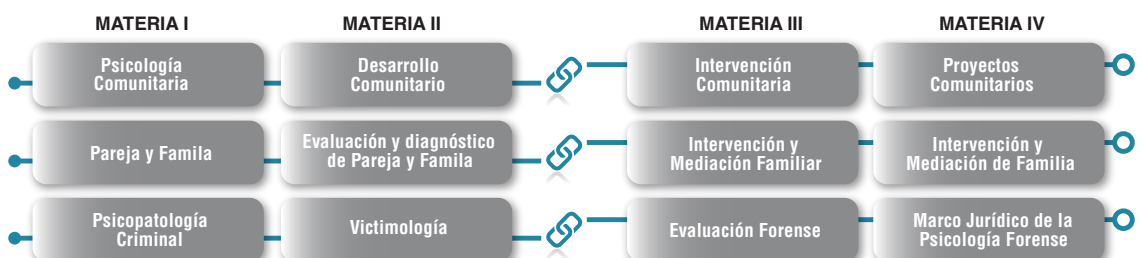 MATERIA I
MATERIA II
MATERIA III
MATERIA IV
Psicología
Comunitaria
Desarrollo
Comunitario
Intervención
Comunitaria
Proyectos
Comunitarios
Pareja y Famila
Evaluación y diagnóstico
de Pareja y Famila
Intervención y
Mediación Familiar
Intervención y
Mediación de Familia
Psicopatología
Criminal
Victimología
Evaluación Forense
Marco Jurídico de la
Psicología Forense